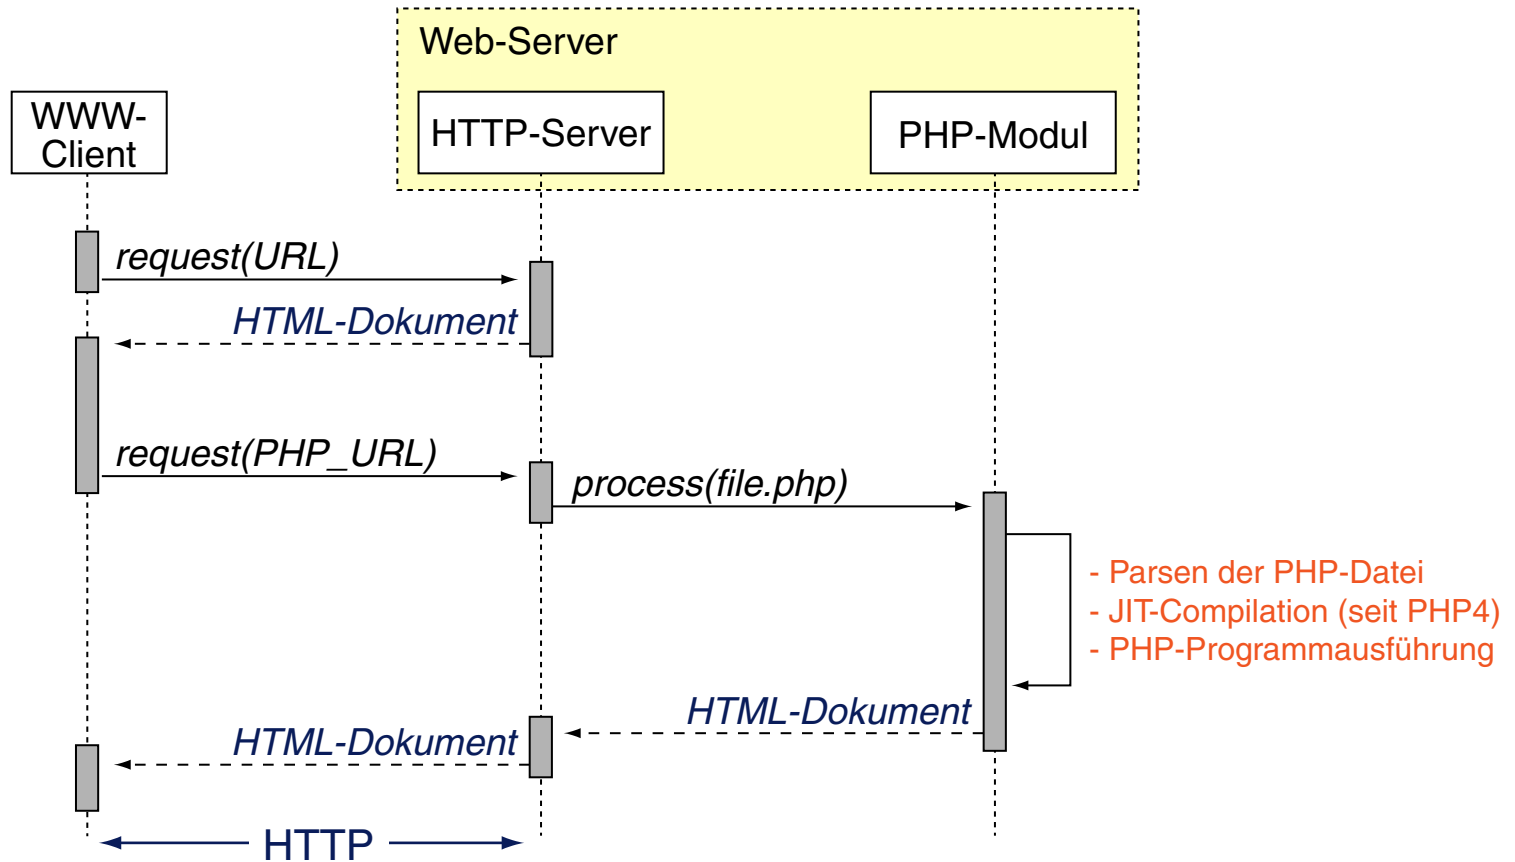 Web-Server
WWW-
Client
HTTP-Server
PHP-Modul
request(URL)
HTML-Dokument
request(PHP_URL)
process(file.php)
- Parsen der PHP-Datei
- JIT-Compilation (seit PHP4)
- PHP-Programmausführung
HTML-Dokument
HTML-Dokument
HTTP